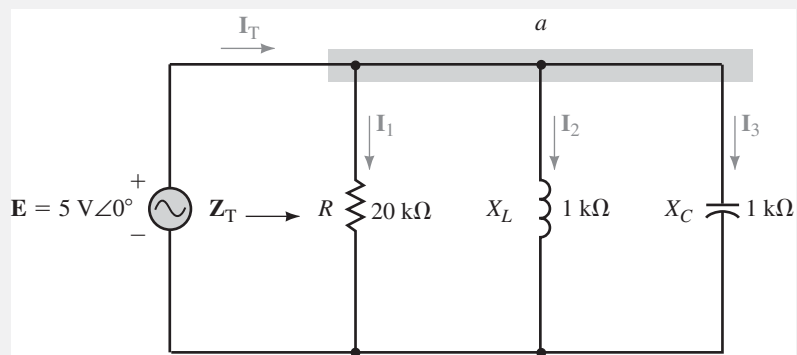 I_T
a
I_1
I_2
I_3
+
E = 5 V∠0°
Z_T
R
20 kΩ
X_L
1 kΩ
X_C
1 kΩ
−